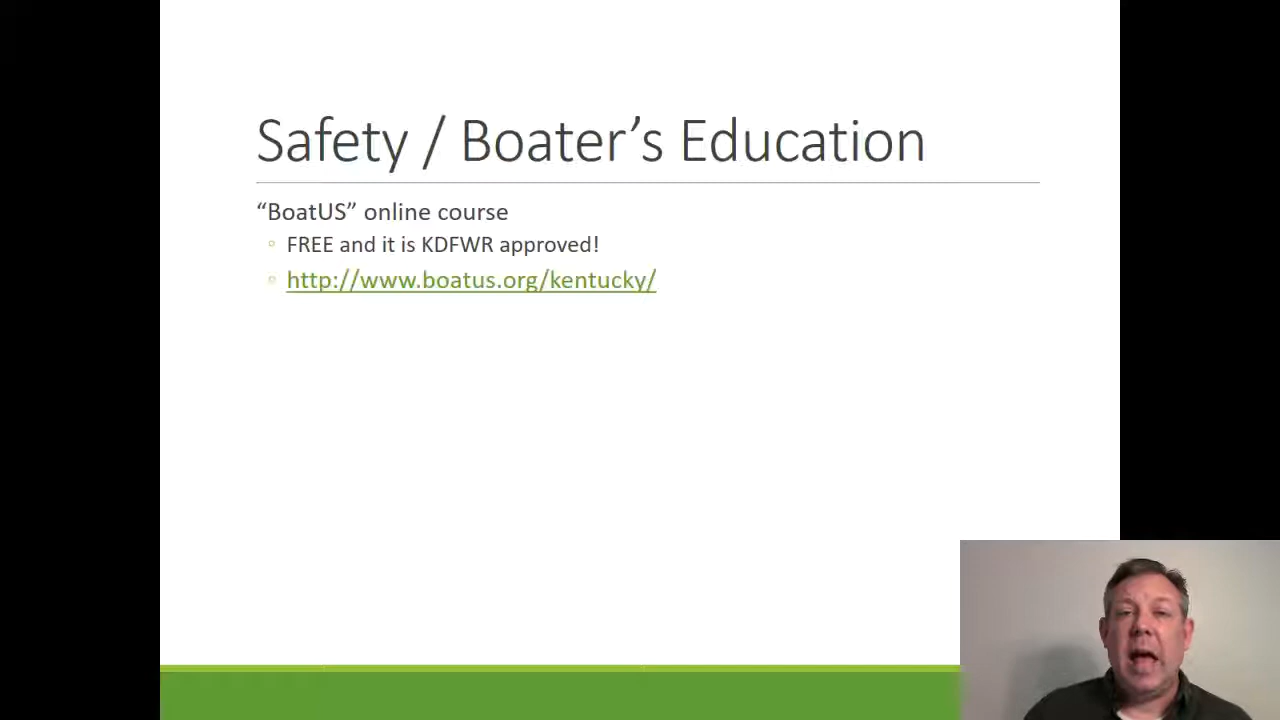 Safety / Boater’s Education
“BoatUS” online course
FREE and it is KDFWR approved!
http://www.boatus.org/kentucky/